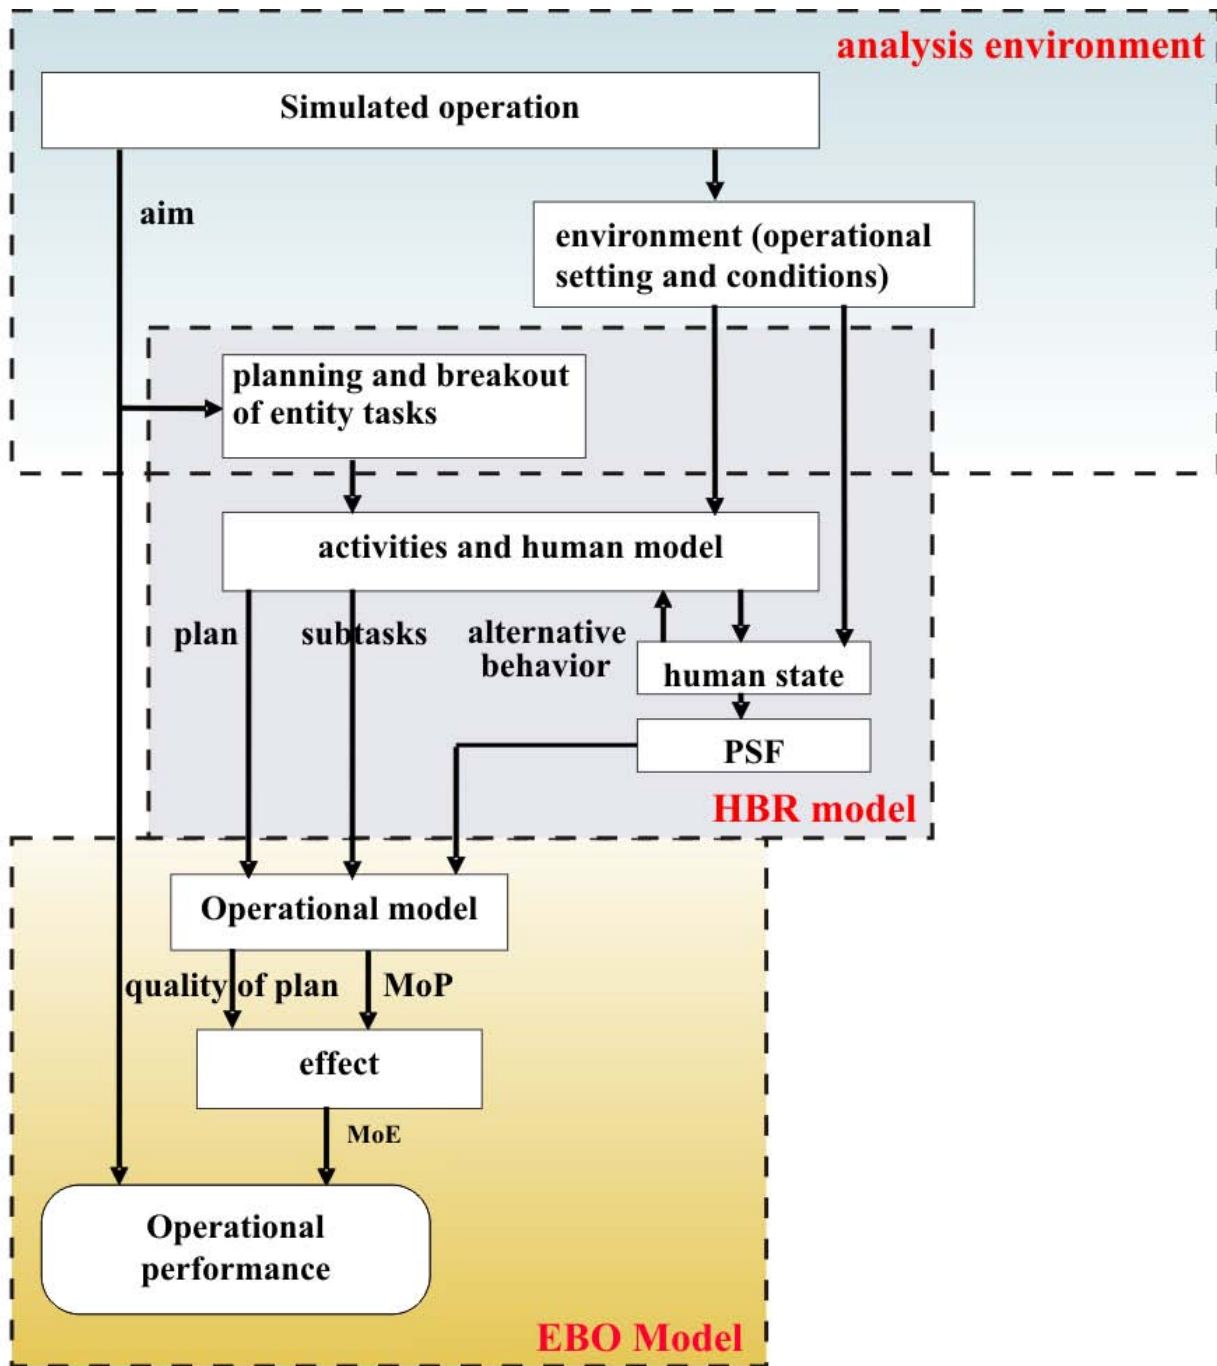 analysis environment
Simulated operation
aim
environment (operational
setting and conditions)
planning and breakout
of entity tasks
activities and human model
plan
subtasks
alternative
behavior
human state
PSF
HBR model
Operational model
quality of plan
MoP
effect
MoE
Operational
performance
EBO Model